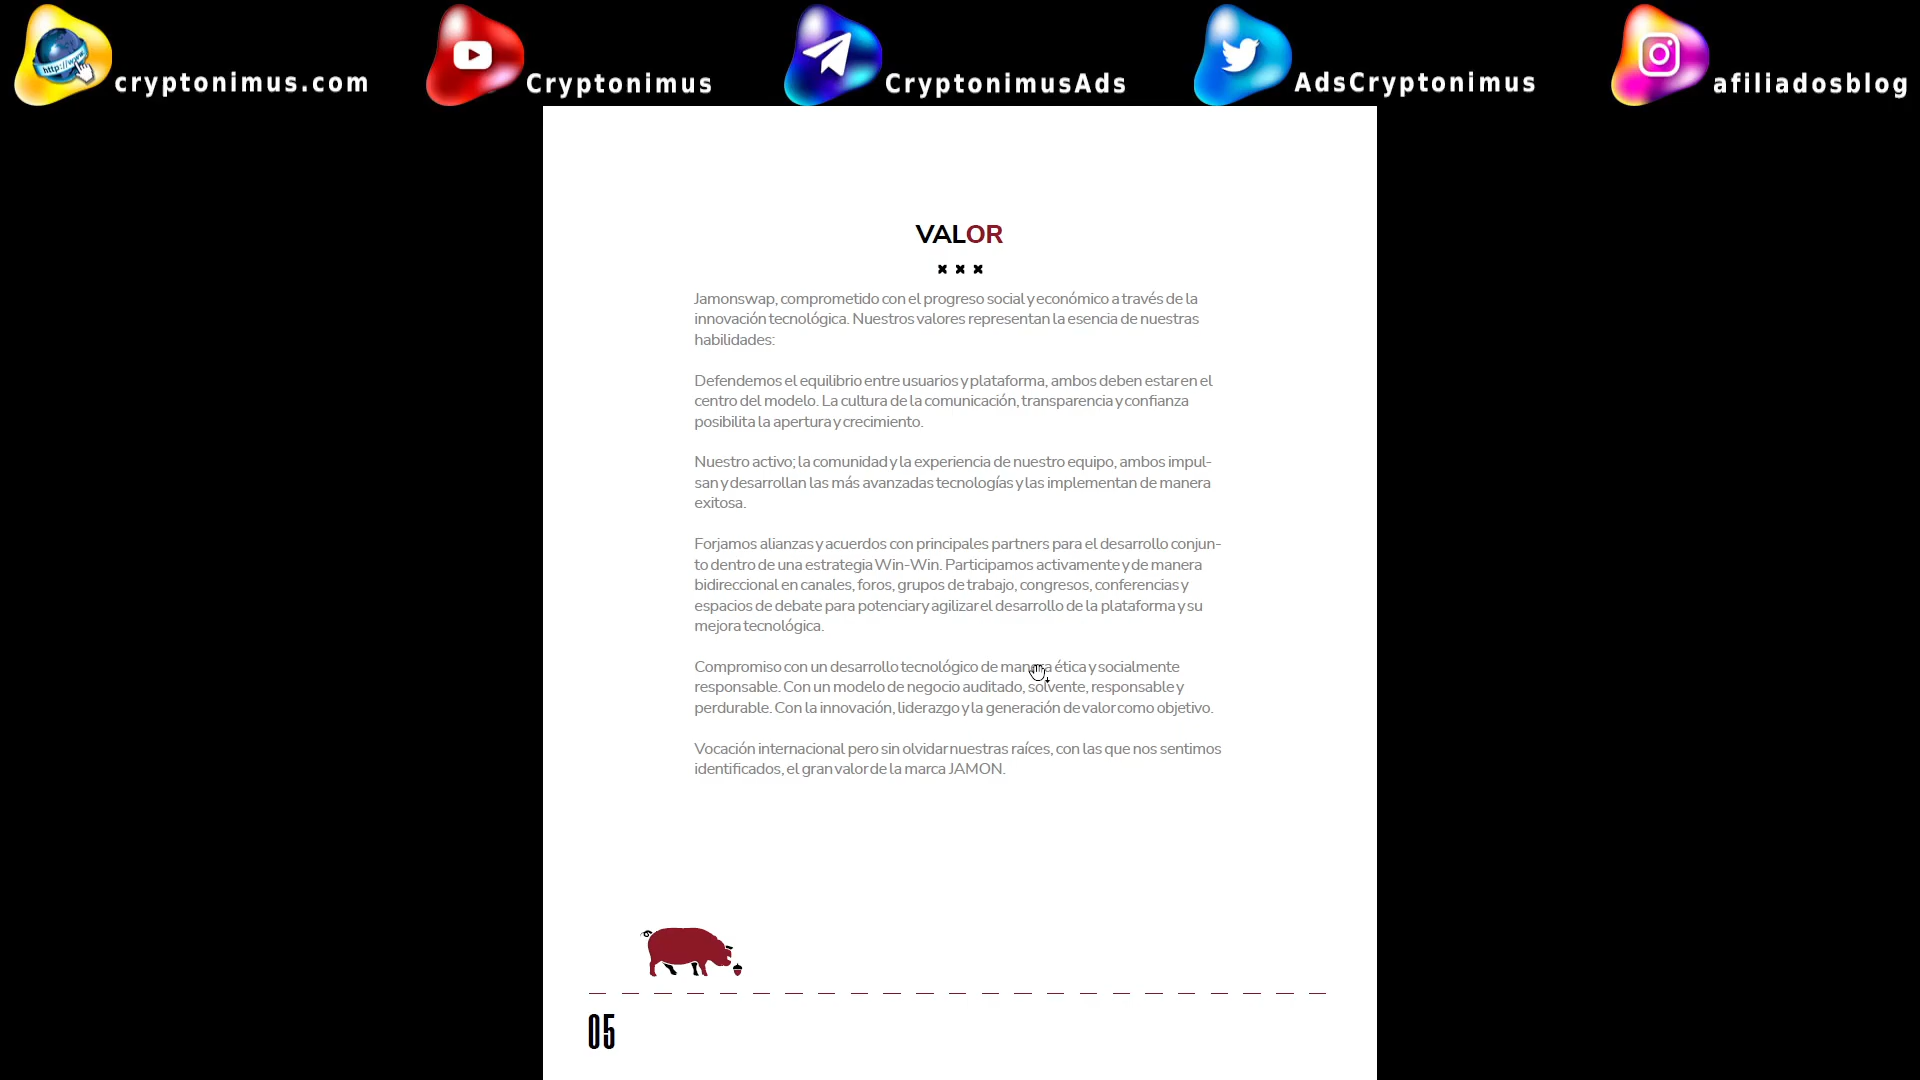 cryptonimus.com
Cryptonimus
CryptonimusAds
AdsCryptonimus
afiliadosblog
VALOR
Jamonswap, comprometido con el progreso social y económico a través de la
innovación tecnológica. Nuestros valores representan la esencia de nuestras
habilidades:
Defendemos el equilibrio entre usuarios y plataforma, ambos deben estar en el
centro del modelo. La cultura de la comunicación, transparencia y confianza
posibilita la apertura y crecimiento.
Nuestro activo; la comunidad y la experiencia de nuestro equipo, ambos impul-
san y desarrollan las más avanzadas tecnologías y las implementan de manera
exitosa.
Forjamos alianzas y acuerdos con principales partners para el desarrollo conjun-
to dentro de una estrategia Win-Win. Participamos activamente y de manera
bidireccional en canales, foros, grupos de trabajo, congresos, conferencias y
espacios de debate para potenciar y agilizar el desarrollo de la plataforma y su
mejora tecnológica.
Compromiso con un desarrollo tecnológico de manera ética y socialmente
responsable. Con un modelo de negocio auditado, solvente, responsable y
perdurable. Con la innovación, liderazgo y la generación de valor como objetivo.
Vocación internacional pero sin olvidar nuestras raíces, con las que nos sentimos
identificados, el gran valor de la marca JAMON.
05